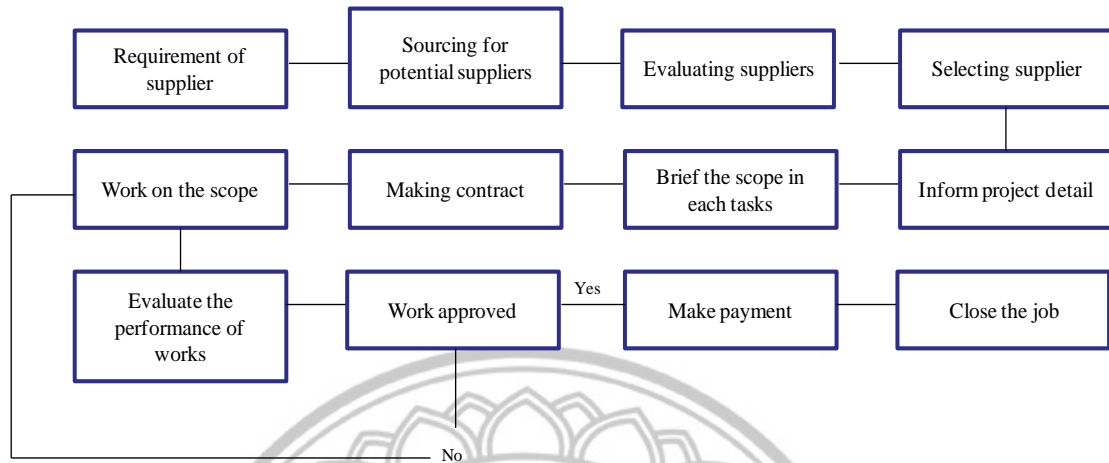 Requirement of
supplier
Sourcing for
potential suppliers
Evaluating suppliers
Selecting supplier
Inform project detail
Brief the scope in
each tasks
Making contract
Work on the scope
Evaluate the
performance of
works
Work approved
Yes
Make payment
Close the job
No